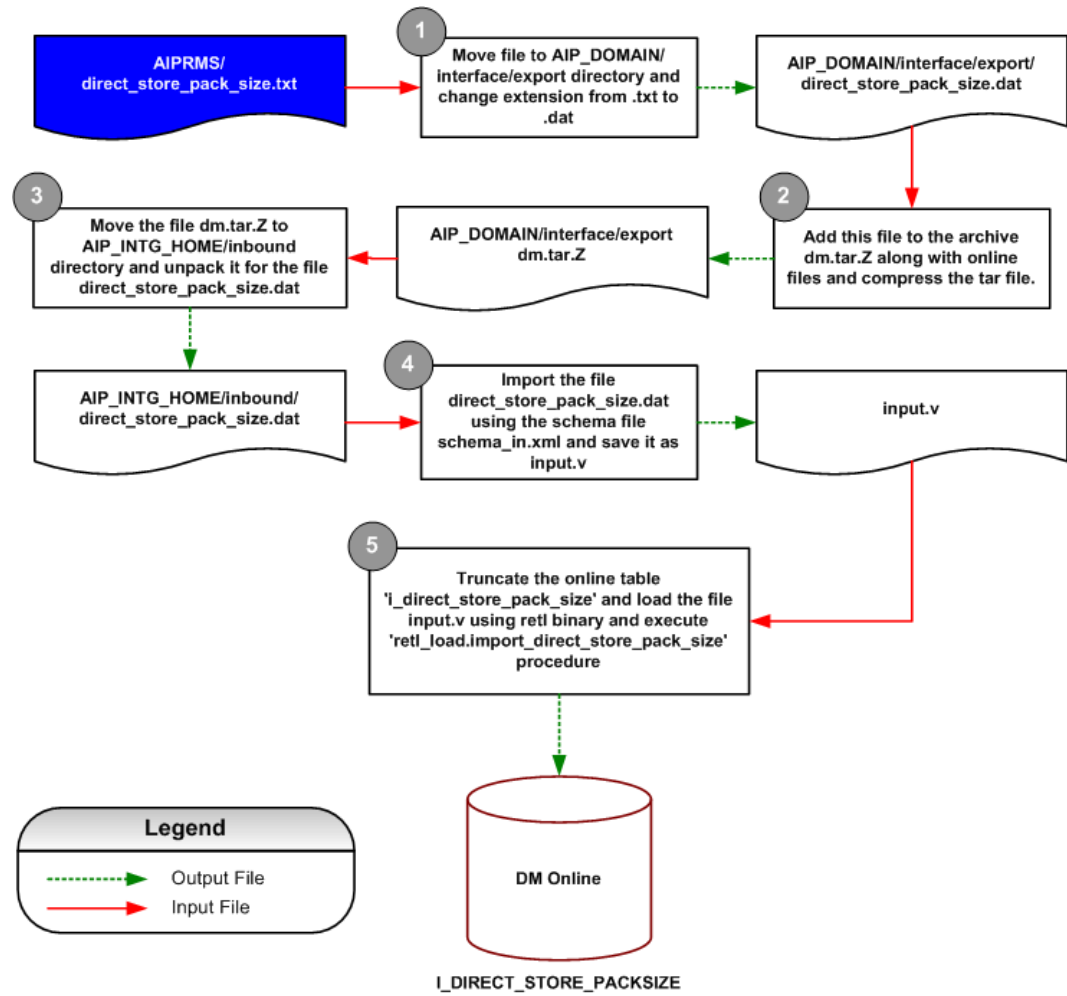 AIPRMS/
direct_store_pack_size.txt
1
Move file to AIP_DOMAIN/
interface/export directory and
change extension from .txt to
.dat
AIP_DOMAIN/interface/export/
direct_store_pack_size.dat
3
Move the file dm.tar.Z to
AIP_INTG_HOME/inbound
directory and unpack it for the file
direct_store_pack_size.dat
AIP_DOMAIN/interface/export
dm.tar.Z
2
Add this file to the archive
dm.tar.Z along with online
files and compress the tar file.
AIP_INTG_HOME/inbound/
direct_store_pack_size.dat
4
Import the file
direct_store_pack_size.dat
using the schema file
schema_in.xml and save it as
input.v
input.v
5
Truncate the online table
'i_direct_store_pack_size' and load the file
input.v using retl binary and execute
'retl_load.import_direct_store_pack_size'
procedure
Legend
Output File
Input File
DM Online
I_DIRECT_STORE_PACKSIZE